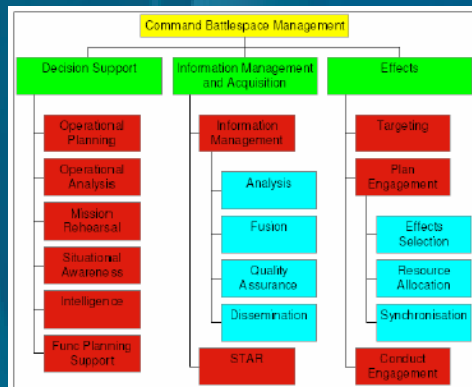 Command Battlespace Management
Decision Support
Information Management
and Acquisition
Effects
Operational
Planning
Operational
Analysis
Mission
Rehearsal
Situational
Awareness
Intelligence
Func Planning
Support
Information
Management
Analysis
Fusion
Quality
Assurance
Dissemination
STAR
Targeting
Plan
Engagement
Effects
Selection
Resource
Allocation
Synchronisation
Conduct
Engagement